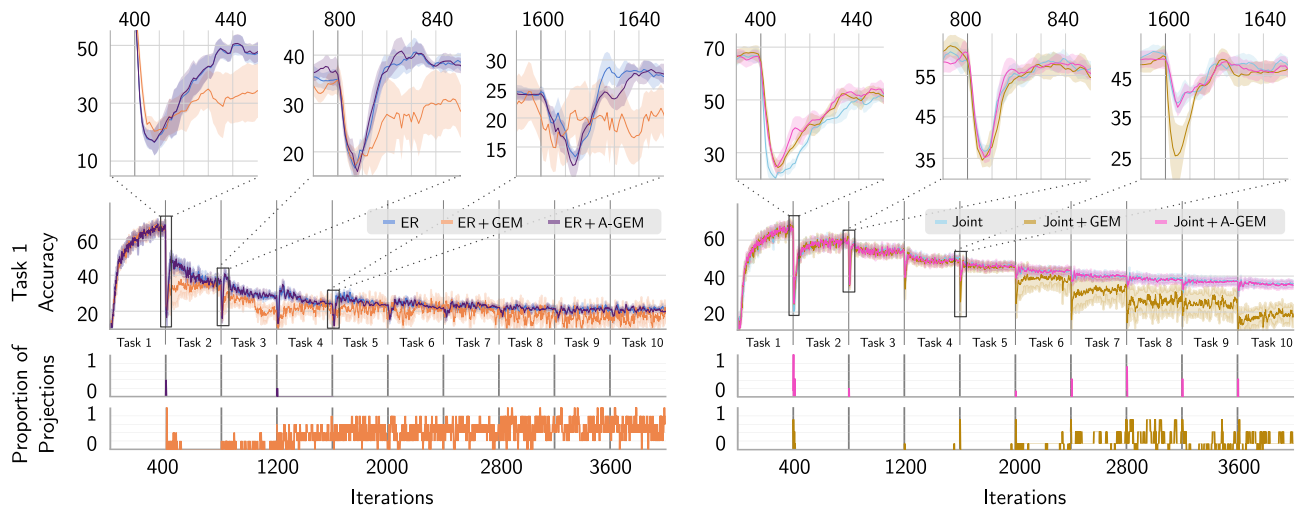 400 440 800 840 1600 1640
50
30
10
40
30
20
30
25
20
15
ER ER + GEM ER + A-GEM
Task 1
Accuracy
60
40
20
Task 1 Task 2 Task 3 Task 4 Task 5 Task 6 Task 7 Task 8 Task 9 Task 10
Proportion of
Projections
1
0
1
0
400 1200 2000 2800 3600
Iterations
400 440 800 840 1600 1640
70
50
30
55
45
35
45
35
25
Joint Joint + GEM Joint + A-GEM
60
40
20
Task 1 Task 2 Task 3 Task 4 Task 5 Task 6 Task 7 Task 8 Task 9 Task 10
1
0
1
0
400 1200 2000 2800 3600
Iterations